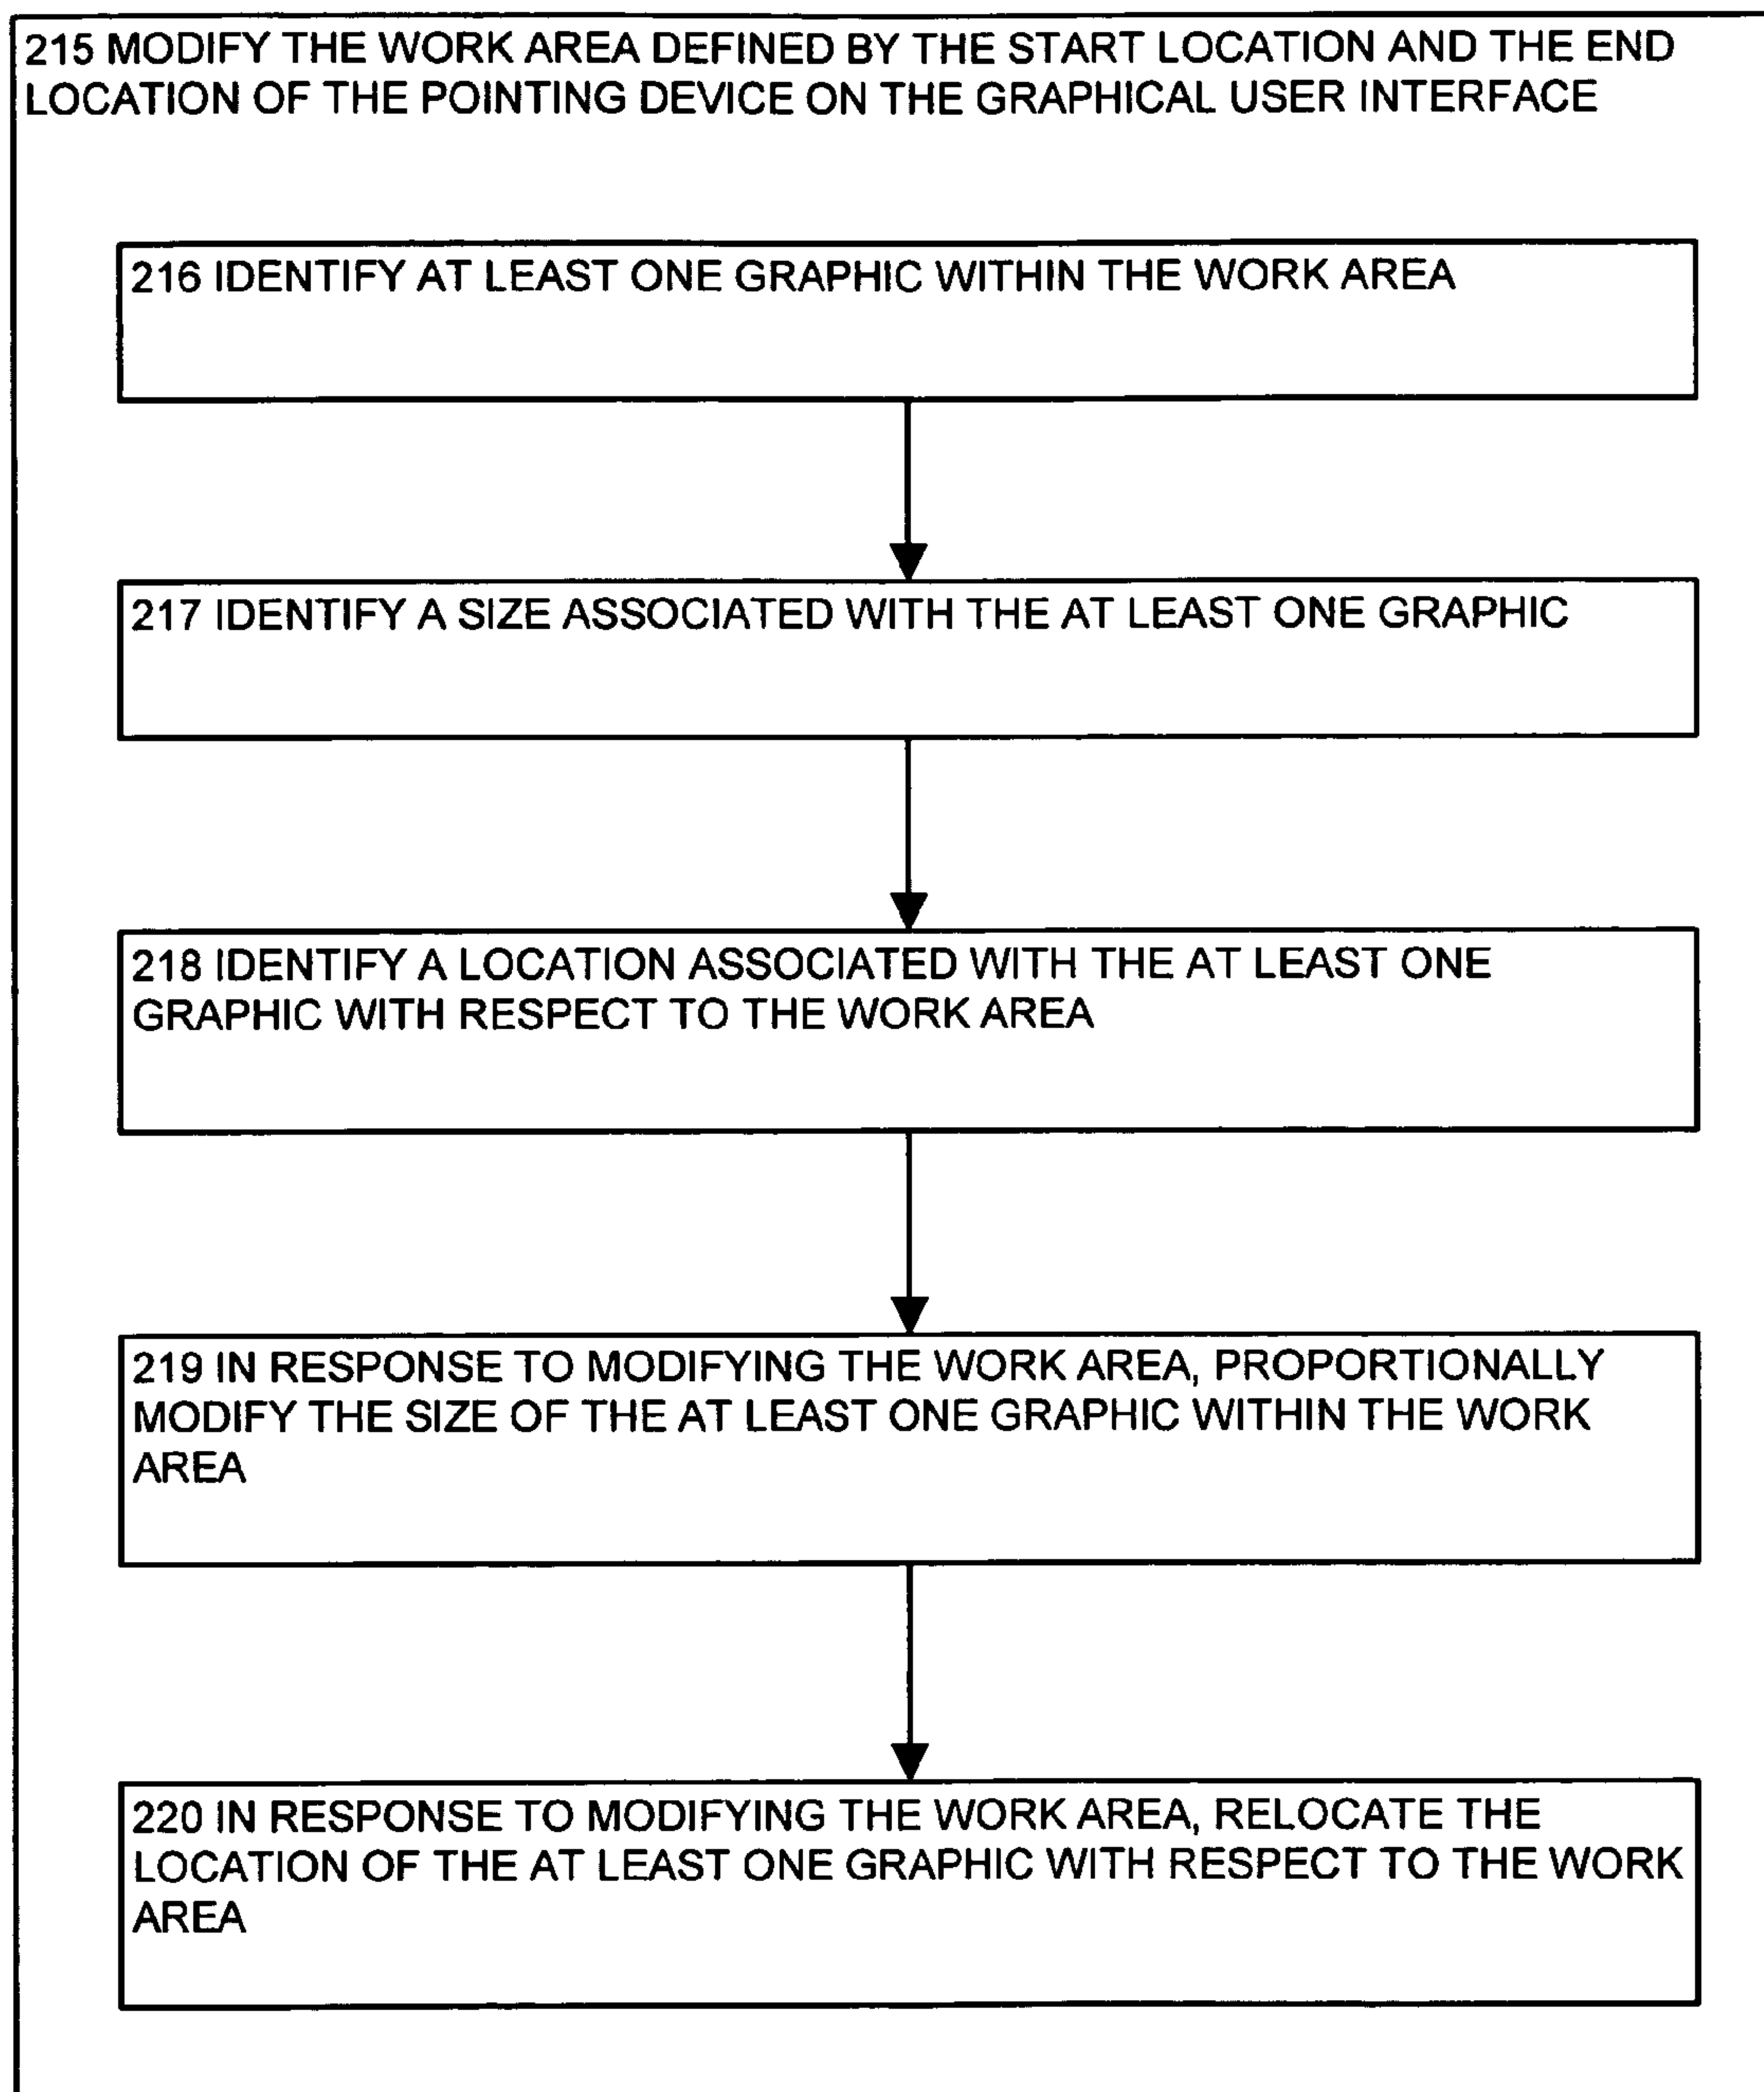 215 MODIFY THE WORK AREA DEFINED BY THE START LOCATION AND THE END
LOCATION OF THE POINTING DEVICE ON THE GRAPHICAL USER INTERFACE
216 IDENTIFY AT LEAST ONE GRAPHIC WITHIN THE WORK AREA
217 IDENTIFY A SIZE ASSOCIATED WITH THE AT LEAST ONE GRAPHIC
218 IDENTIFY A LOCATION ASSOCIATED WITH THE AT LEAST ONE
GRAPHIC WITH RESPECT TO THE WORK AREA
219 IN RESPONSE TO MODIFYING THE WORK AREA, PROPORTIONALLY
MODIFY THE SIZE OF THE AT LEAST ONE GRAPHIC WITHIN THE WORK
AREA
220 IN RESPONSE TO MODIFYING THE WORK AREA, RELOCATE THE
LOCATION OF THE AT LEAST ONE GRAPHIC WITH RESPECT TO THE WORK
AREA